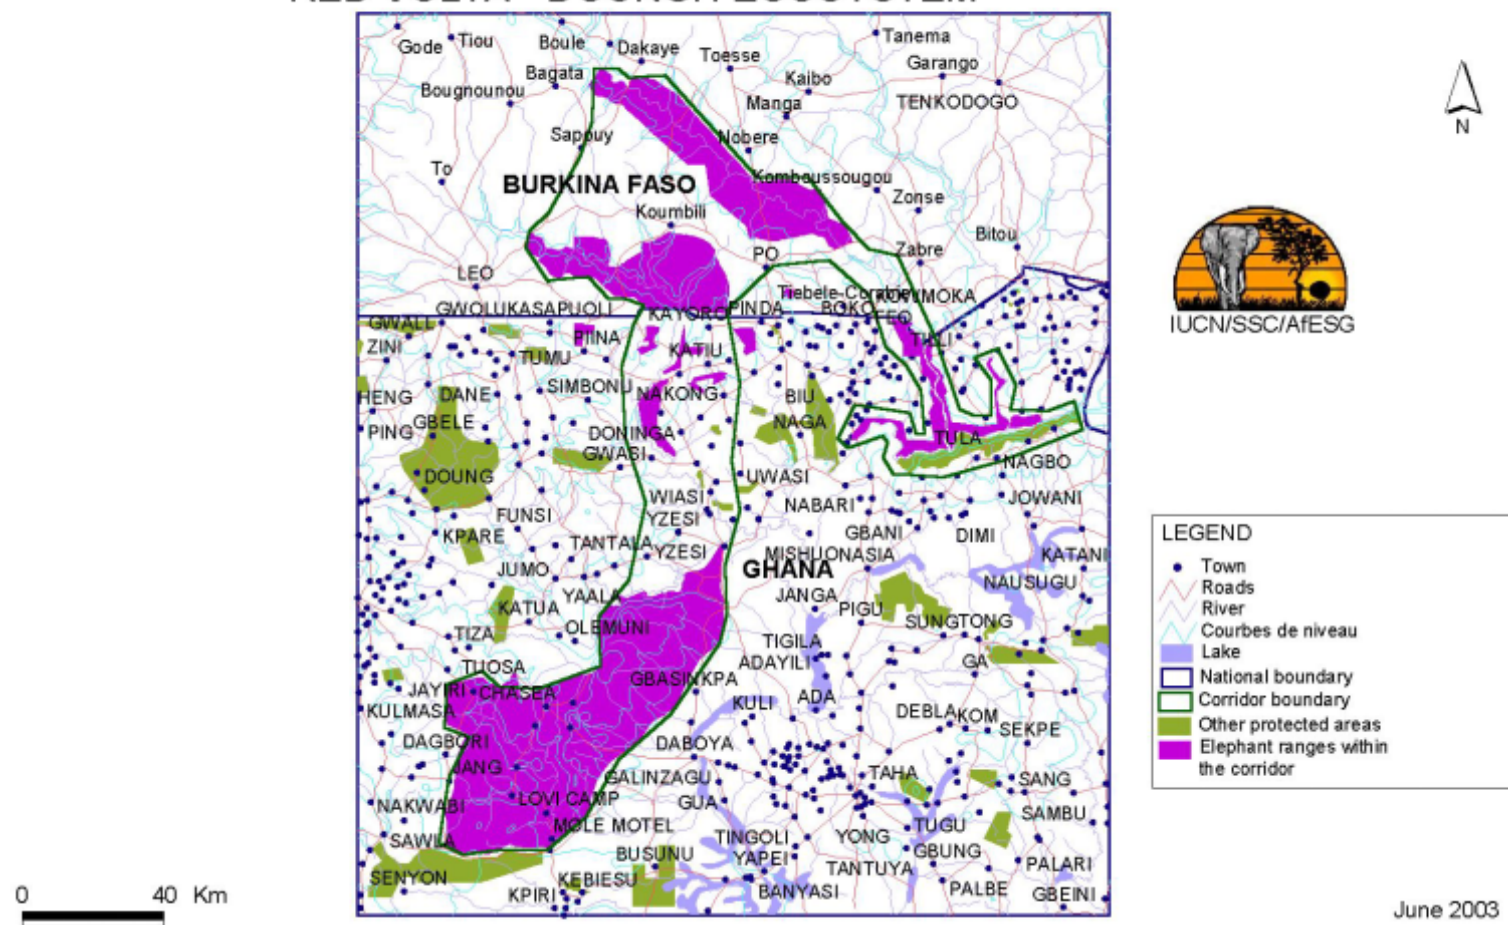 Gode
Tiou
Boule
Dakaye
Toesse
Tanema
Garango
Bagata
Kaibo
Bougnounou
Manga
TENKODOGO
Sapouy
Nobere
To
BURKINA FASO
Komboussougou
Zonse
Koumbili
Bitou
Zabre
PO
LEO
GWOLUKASAPUOLI
KAYORO
PINDA
BOKO
FEO
GWALL
ZINI
TUMU
PIINA
KATIU
TILLI
HENG
DANE
SIMBONU
NAKONG
BIU
PING
GBELE
DONINGA
NAGA
TULA
GWASI
NAGBO
DOUNG
UWASI
WIASI
NABARI
JOWANI
FUNSI
YZESI
KPARE
GBANI
DIMI
TANTALA
YZESI
MISHIJONASIA
KATANI
GHANA
JUMO
NAUSUGU
YAALA
JANGA
KATUA
PIGU
SUNGTONG
OLEMUNI
TIZA
TIGILA
ADAYILI
GA
TUOSA
GBASINKPA
JAYIRI
CHASEA
KULI
ADA
KULMASA
DEBLA
KOM
SEKPE
DAGBORI
DABOYA
JANG
GALINZAGU
TAHA
SANG
NAKWABI
LOVI CAMP
GUA
SAMBU
MOLE MOTEL
TINGOLI
YONG
TUGU
SAWLA
GBUNG
BUSUNU
YAPEI
TANTUYA
PALARI
SENYON
KEBIESU
KPIRI
BANYASI
PALBE
GBEINI
N
IUCN/SSC/AfESG
LEGEND
Town
Roads
River
Courbes de niveau
Lake
National boundary
Corridor boundary
Other protected areas
Elephant ranges within
the corridor
0 40 Km
June 2003